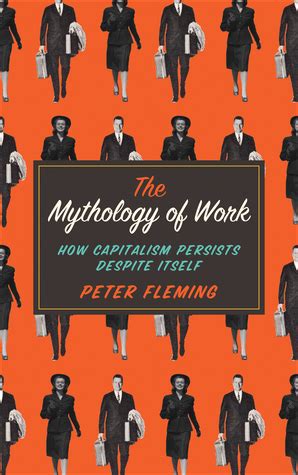 The
Mythology of Work
HOW CAPITALISM PERSISTS
DESPITE ITSELF
PETER FLEMING